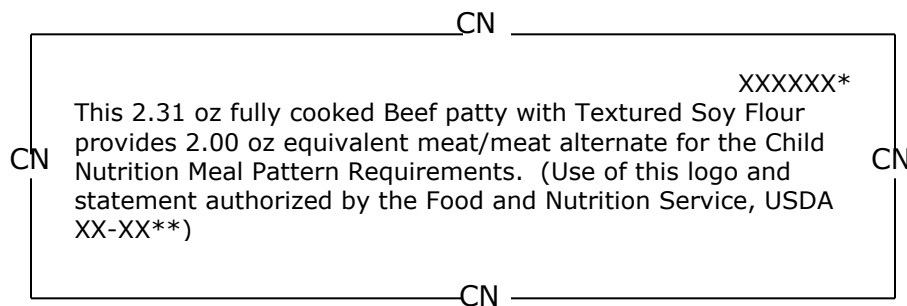 CN
XXXXXX*
This 2.31 oz fully cooked Beef patty with Textured Soy Flour
provides 2.00 oz equivalent meat/meat alternate for the Child
CN Nutrition Meal Pattern Requirements.  (Use of this logo and CN
statement authorized by the Food and Nutrition Service, USDA
XX-XX**)
CN